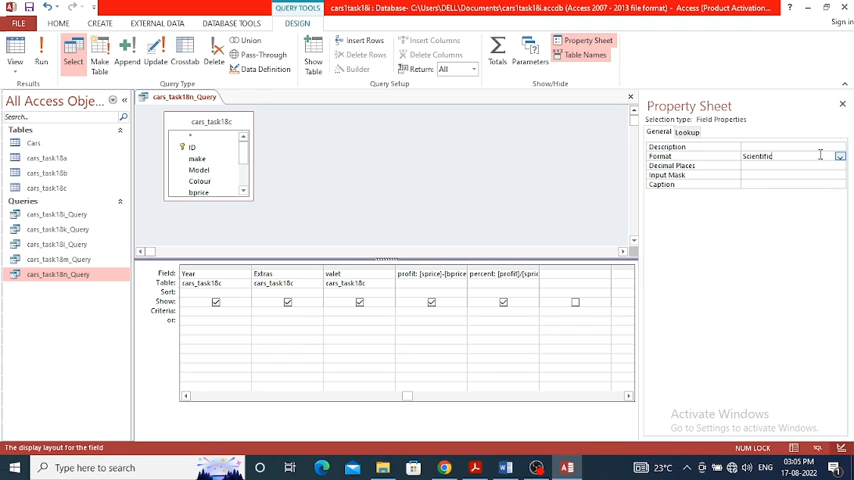 QUERY TOOLS
cars1task18i : Database- C:\Users\DELL\Documents\cars1task18i.accdb (Access 2007 - 2013 file format) - Access (Product Activation...
FILE HOME CREATE EXTERNAL DATA DATABASE TOOLS DESIGN
Sign in
View Run Select Make Table Append Update Crosstab Delete
Union
Pass-Through
Data Definition
Show Table
Insert Rows
Delete Rows
Builder
Insert Columns
Delete Columns
Return: All
Totals Parameters
Property Sheet
Table Names
Results Query Type Query Setup Show/Hide
All Access Obje...
Search...
Tables
Cars
cars_task18a
cars_task18b
cars_task18c
Queries
cars_task18i_Query
cars_task18k_Query
cars_task18l_Query
cars_task18m_Query
cars_task18n_Query
cars_task18n_Query
cars_task18c
*
ID
make
Model
Colour
bprice
Field: Year Extras valet profit: [sprice]-[bprice percent: [profit]/[spric
Table: cars_task18c cars_task18c cars_task18c
Sort:
Show:
Criteria:
or:
Property Sheet
Selection type: Field Properties
General Lookup
Description
Format Scientific
Decimal Places
Input Mask
Caption
Activate Windows
Go to Settings to activate Windows.
The display layout for the field
NUM LOCK
SQL
Type here to search
23°C
ENG
03:05 PM
17-08-2022